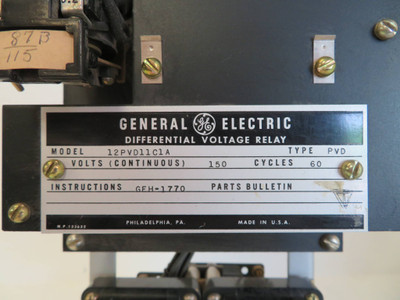 87B
115
GENERAL GE ELECTRIC
DIFFERENTIAL VOLTAGE RELAY
MODEL 12PVD11C1A TYPE PVD
VOLTS (CONTINUOUS) 150 CYCLES 60
INSTRUCTIONS GEH-1770 PARTS BULLETIN
PHILADELPHIA, PA. MADE IN U.S.A.